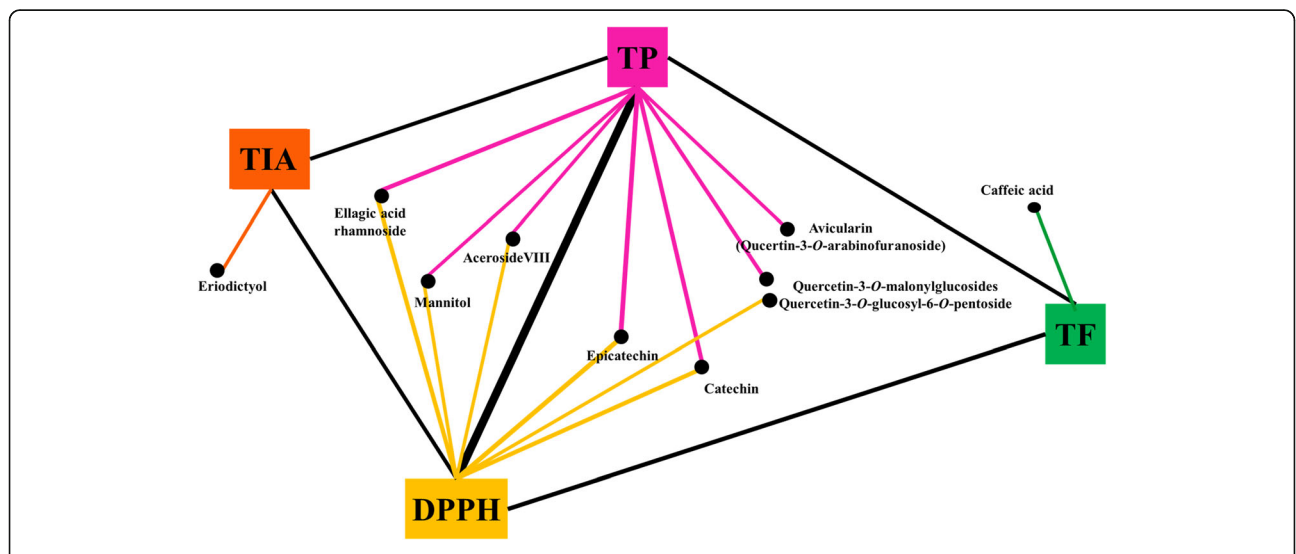 TP
TIA
Caffeic acid
Ellagic acid
rhamnoside
Avicularin
(Qucertin-3-O-arabinofuranoside)
AcerosideVIII
Eriodictyol
Mannitol
Quercetin-3-O-malonylglucosides
Quercetin-3-O-glucosyl-6-O-pentoside
TF
Epicatechin
Catechin
DPPH